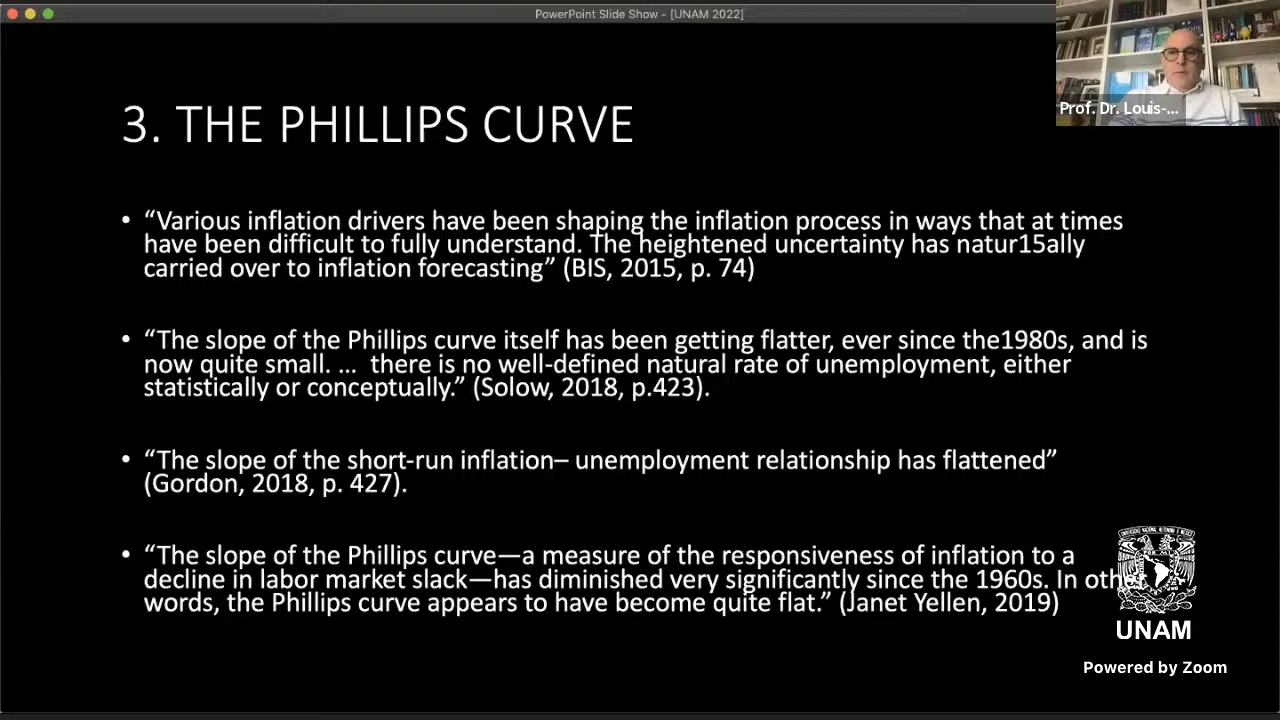 PowerPoint Slide Show - [UNAM 2022]
Prof. Dr. Louis-...
3. THE PHILLIPS CURVE
• “Various inflation drivers have been shaping the inflation process in ways that at times
have been difficult to fully understand. The heightened uncertainty has natur15ally
carried over to inflation forecasting” (BIS, 2015, p. 74)
• “The slope of the Phillips curve itself has been getting flatter, ever since the1980s, and is
now quite small. … there is no well-defined natural rate of unemployment, either
statistically or conceptually.” (Solow, 2018, p.423).
• “The slope of the short-run inflation– unemployment relationship has flattened”
(Gordon, 2018, p. 427).
• “The slope of the Phillips curve—a measure of the responsiveness of inflation to a
decline in labor market slack—has diminished very significantly since the 1960s. In other
words, the Phillips curve appears to have become quite flat.” (Janet Yellen, 2019)
UNAM
Powered by Zoom